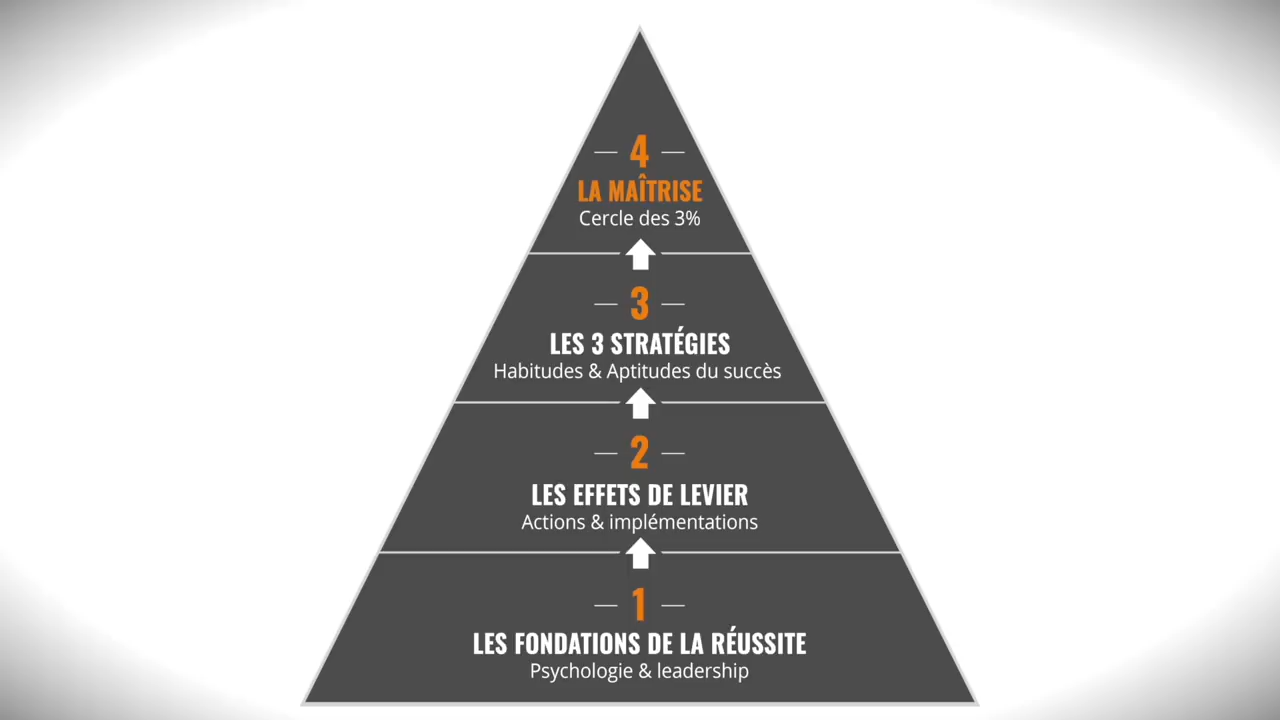 4
LA MAÎTRISE
Cercle des 3%
3
LES 3 STRATÉGIES
Habitudes & Aptitudes du succès
2
LES EFFETS DE LEVIER
Actions & implémentations
1
LES FONDATIONS DE LA RÉUSSITE
Psychologie & leadership